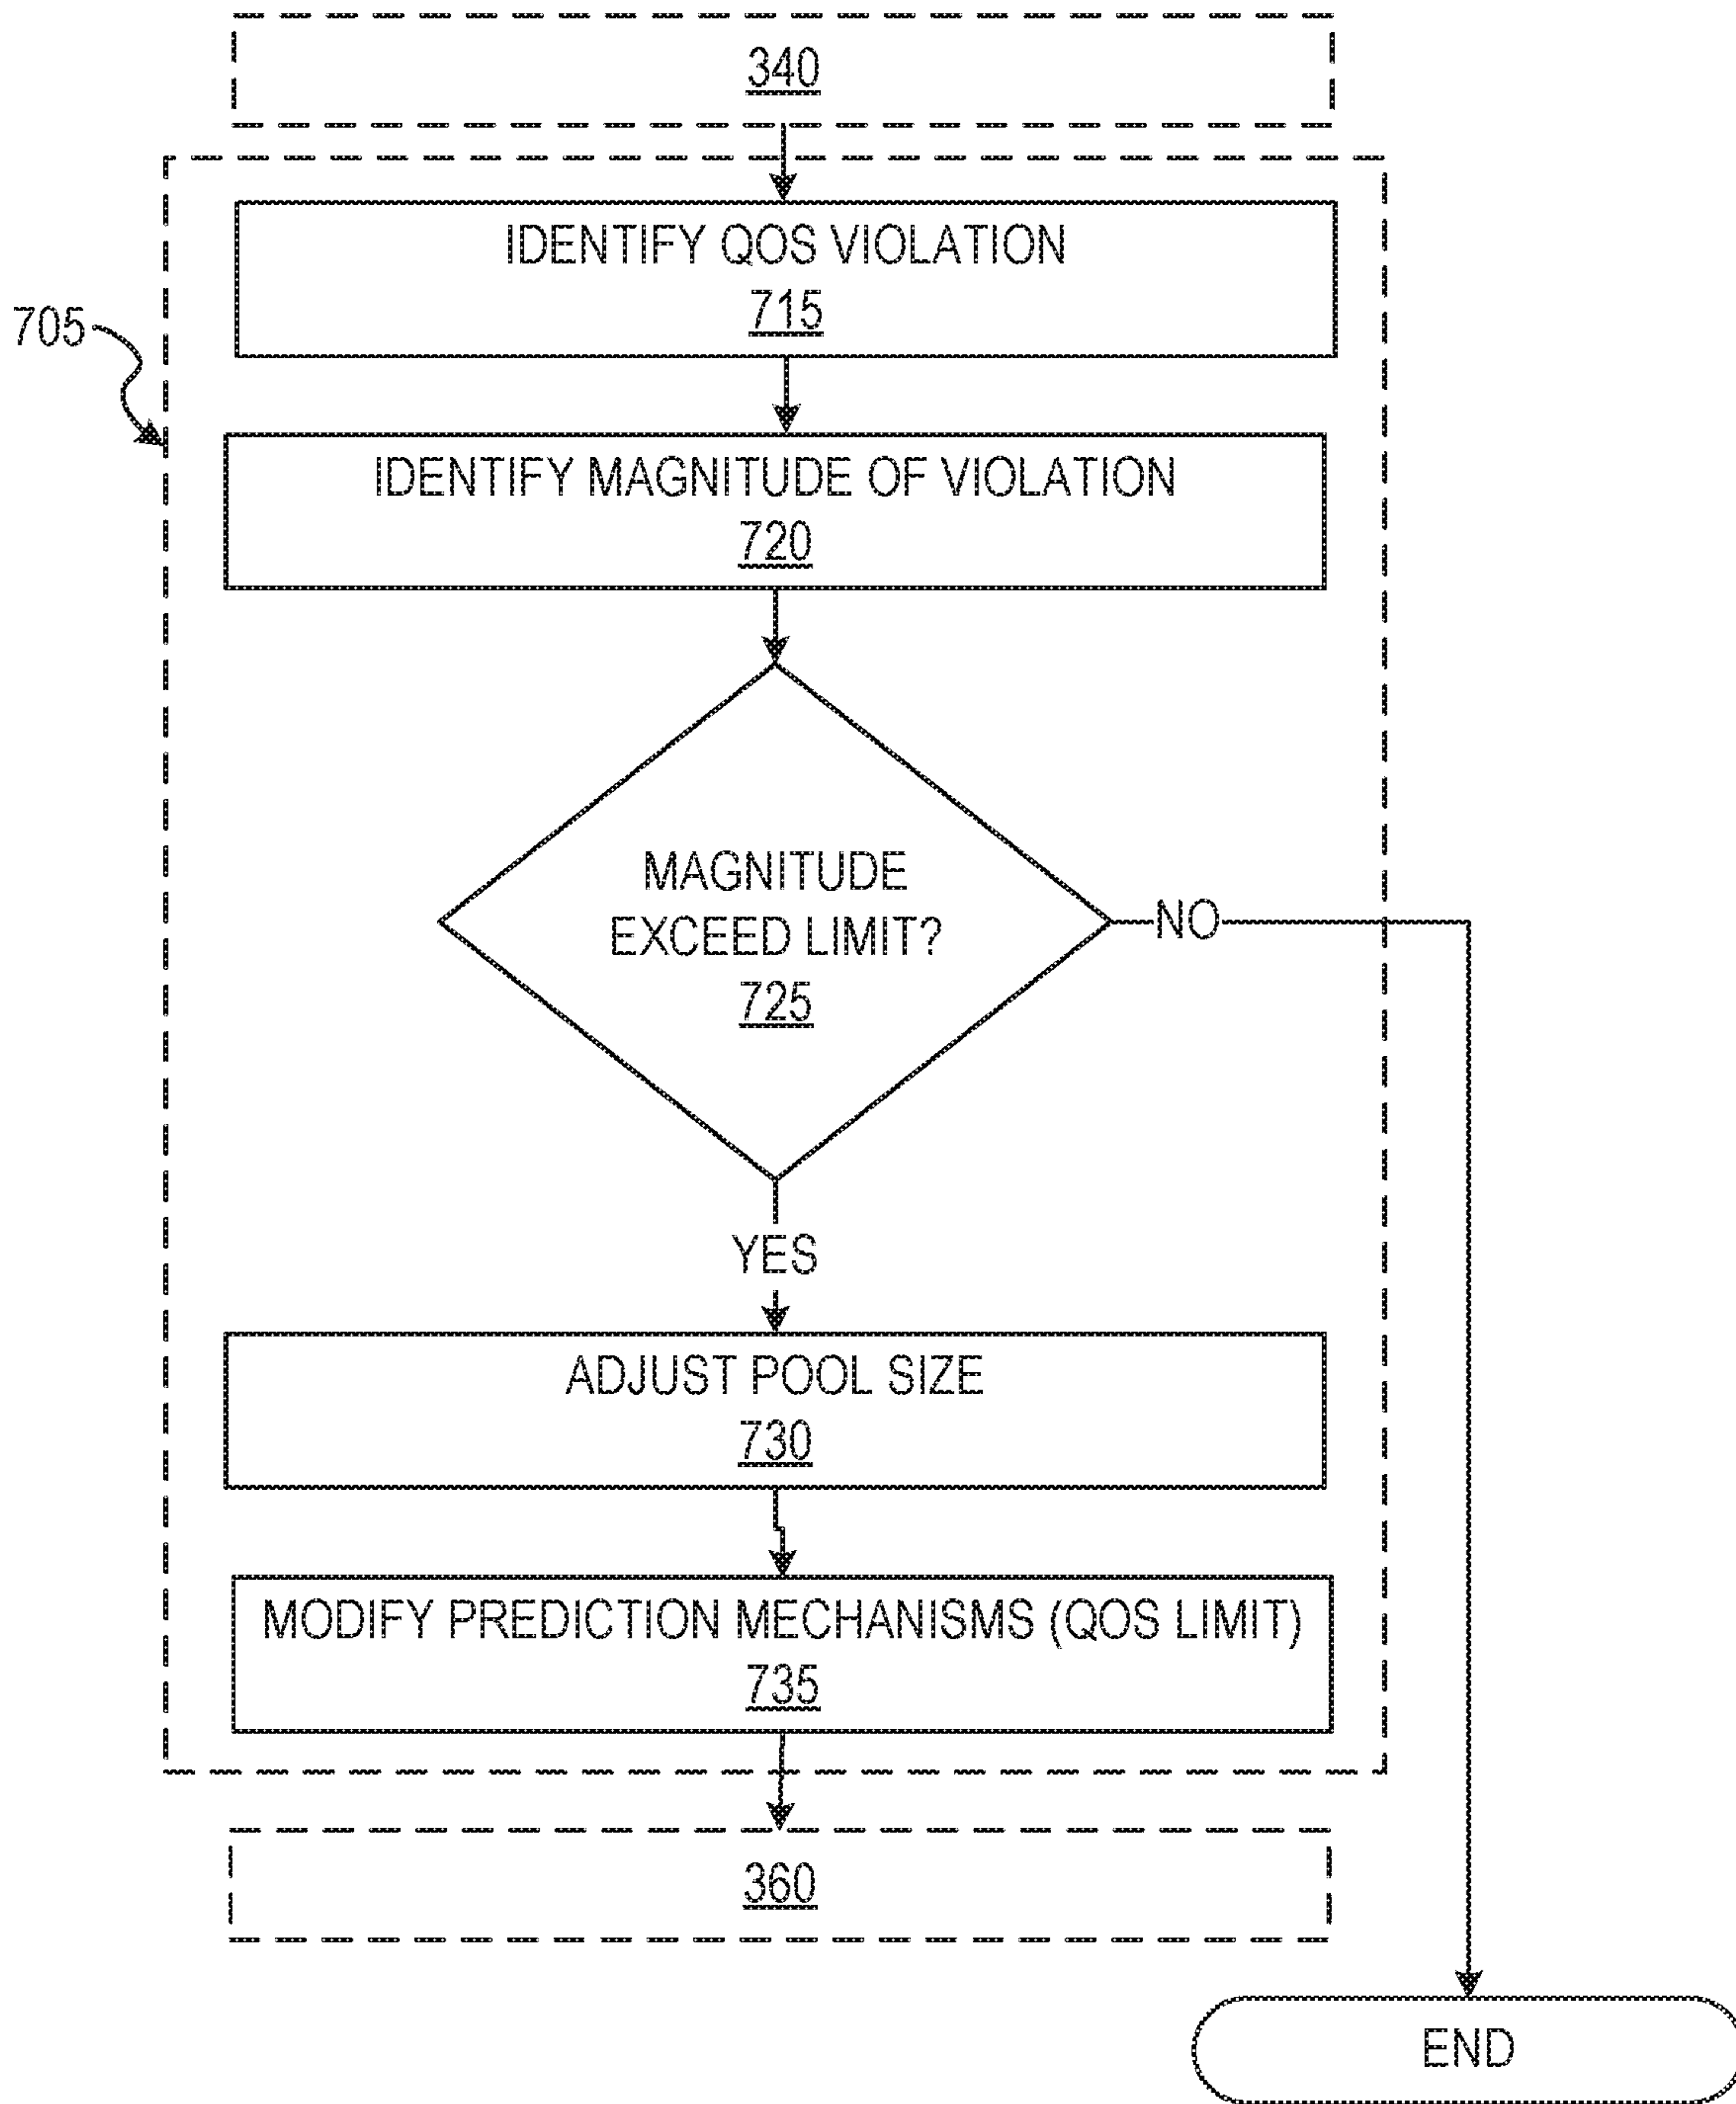 340
IDENTIFY QOS VIOLATION
715
705
IDENTIFY MAGNITUDE OF VIOLATION
720
MAGNITUDE
EXCEED LIMIT?
725
NO
YES
ADJUST POOL SIZE
730
MODIFY PREDICTION MECHANISMS (QOS LIMIT)
735
360
END